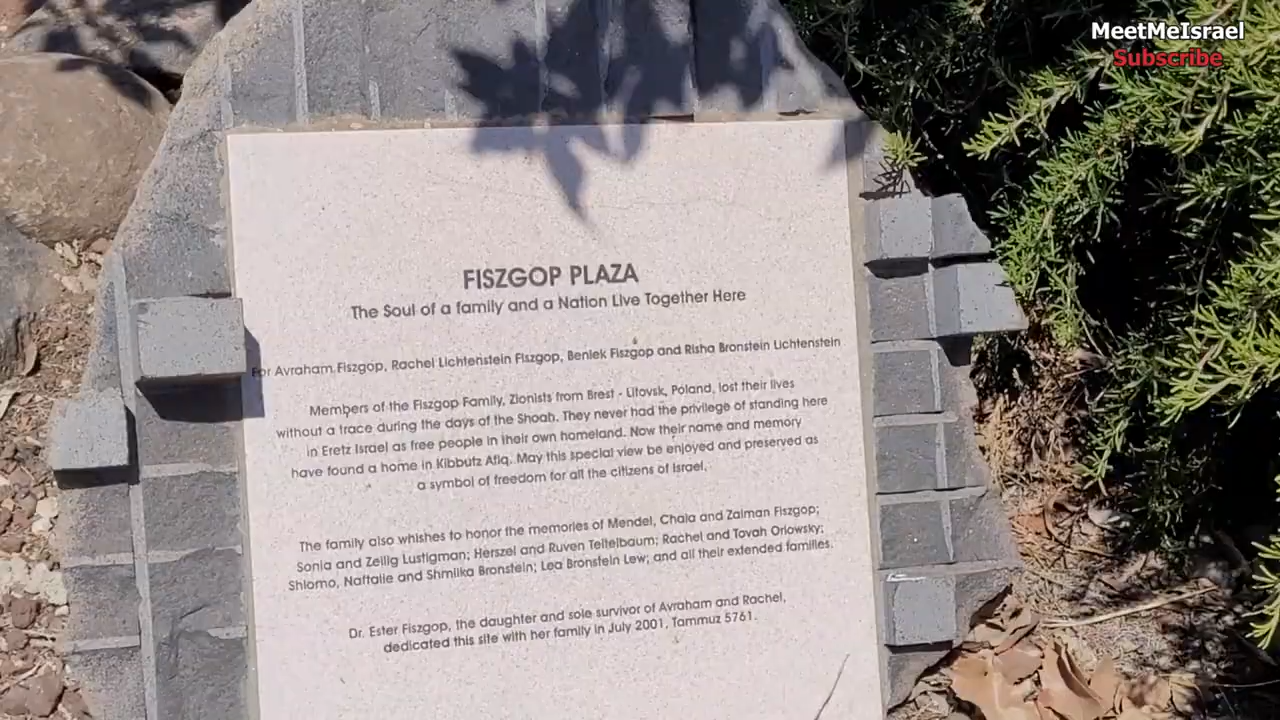 MeetMeIsrael
Subscribe
FISZGOP PLAZA
The Soul of a family and a Nation Live Together Here
For Avraham Fiszgop, Rachel Lichtenstein Fiszgop, Beniek Fiszgop and Risha Bronstein Lichtenstein
Members of the Fiszgop Family, Zionists from Brest - Litovsk, Poland, lost their lives
without a trace during the days of the Shoah. They never had the privilege of standing here
in Eretz Israel as free people in their own homeland. Now their name and memory
have found a home in Kibbutz Afiq. May this special view be enjoyed and preserved as
a symbol of freedom for all the citizens of Israel.
The family also whishes to honor the memories of Mendel, Chaia and Zalman Fiszgop;
Sonia and Zeilig Lustigman; Herszel and Ruven Teitelbaum; Rachel and Tovah Orlowsky;
Shlomo, Naftalie and Shmilka Bronstein; Lea Bronstein Lew; and all their extended families.
Dr. Ester Fiszgop, the daughter and sole survivor of Avraham and Rachel,
dedicated this site with her family in July 2001, Tammuz 5761.